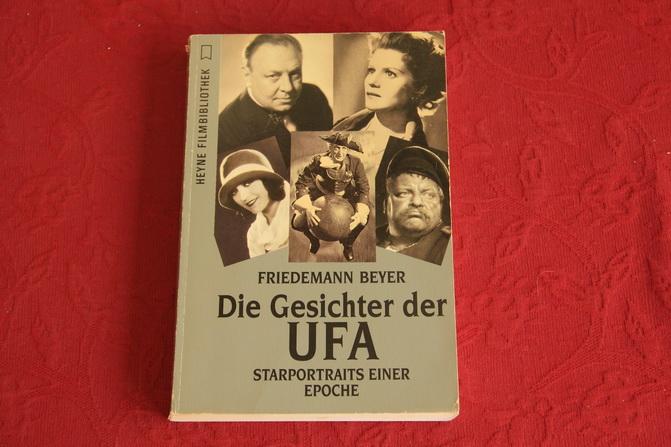 HEYNE FILMBIBLIOTHEK
FRIEDEMANN BEYER
Die Gesichter der
UFA
STARPORTRAITS EINER
EPOCHE